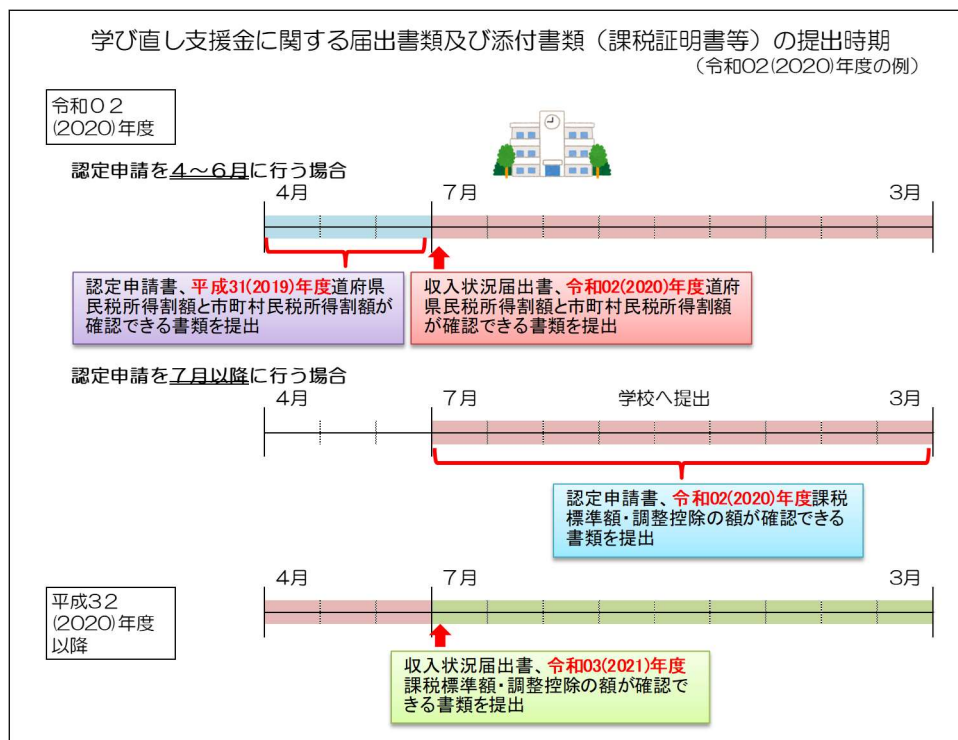 学び直し支援金に関する届出書類及び添付書類（課税証明書等）の提出時期
（令和02(2020)年度の例）
令和０２
(2020)年度
認定申請を４～６月に行う場合
4月
7月
3月
認定申請書、平成31(2019)年度道府県
民税所得割額と市町村民税所得割額が
確認できる書類を提出
収入状況届出書、令和02(2020)年度道府
県民税所得割額と市町村民税所得割額
が確認できる書類を提出
認定申請を７月以降に行う場合
4月
7月
学校へ提出
3月
認定申請書、令和02(2020)年度課税
標準額・調整控除の額が確認できる
書類を提出
平成32
(2020)年度
以降
4月
7月
3月
収入状況届出書、令和03(2021)年度
課税標準額・調整控除の額が確認で
きる書類を提出